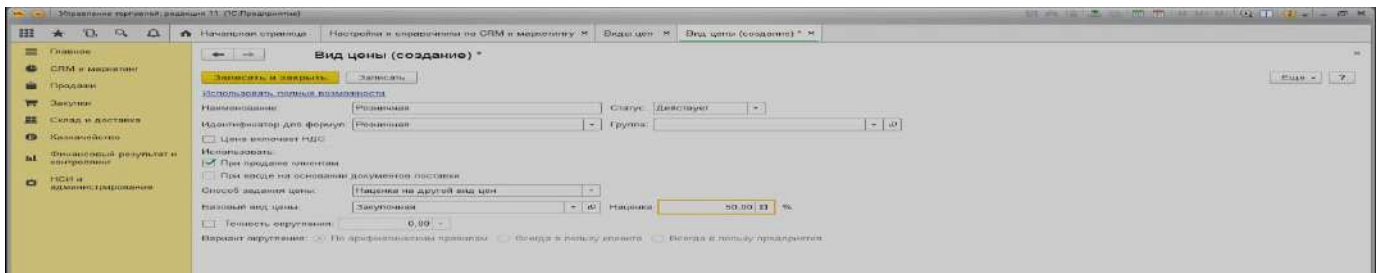 Управление торговлей, редакция 11 (1С:Предприятие)
Начальная страница Настройки и справочники по CRM и маркетингу × Виды цен × Вид цены (создание) * ×
Главное
CRM и маркетинг
Продажи
Закупки
Склад и доставка
Казначейство
Финансовый результат и контроллинг
НСИ и администрирование
Вид цены (создание) *
Записать и закрыть Записать Еще ?
Использовать полные возможности
Наименование: Розничная Статус: Действует
Идентификатор для формул: Розничная Группа:
Цена включает НДС
Использовать:
При продаже клиентам
При вводе на основании документов поставки
Способ задания цены: Наценка на другой вид цен
Базовый вид цены: Закупочная Наценка: 50,00 %
Точность округления: 0,00
Вариант округления: По арифметическим правилам Всегда в пользу клиента Всегда в пользу предприятия